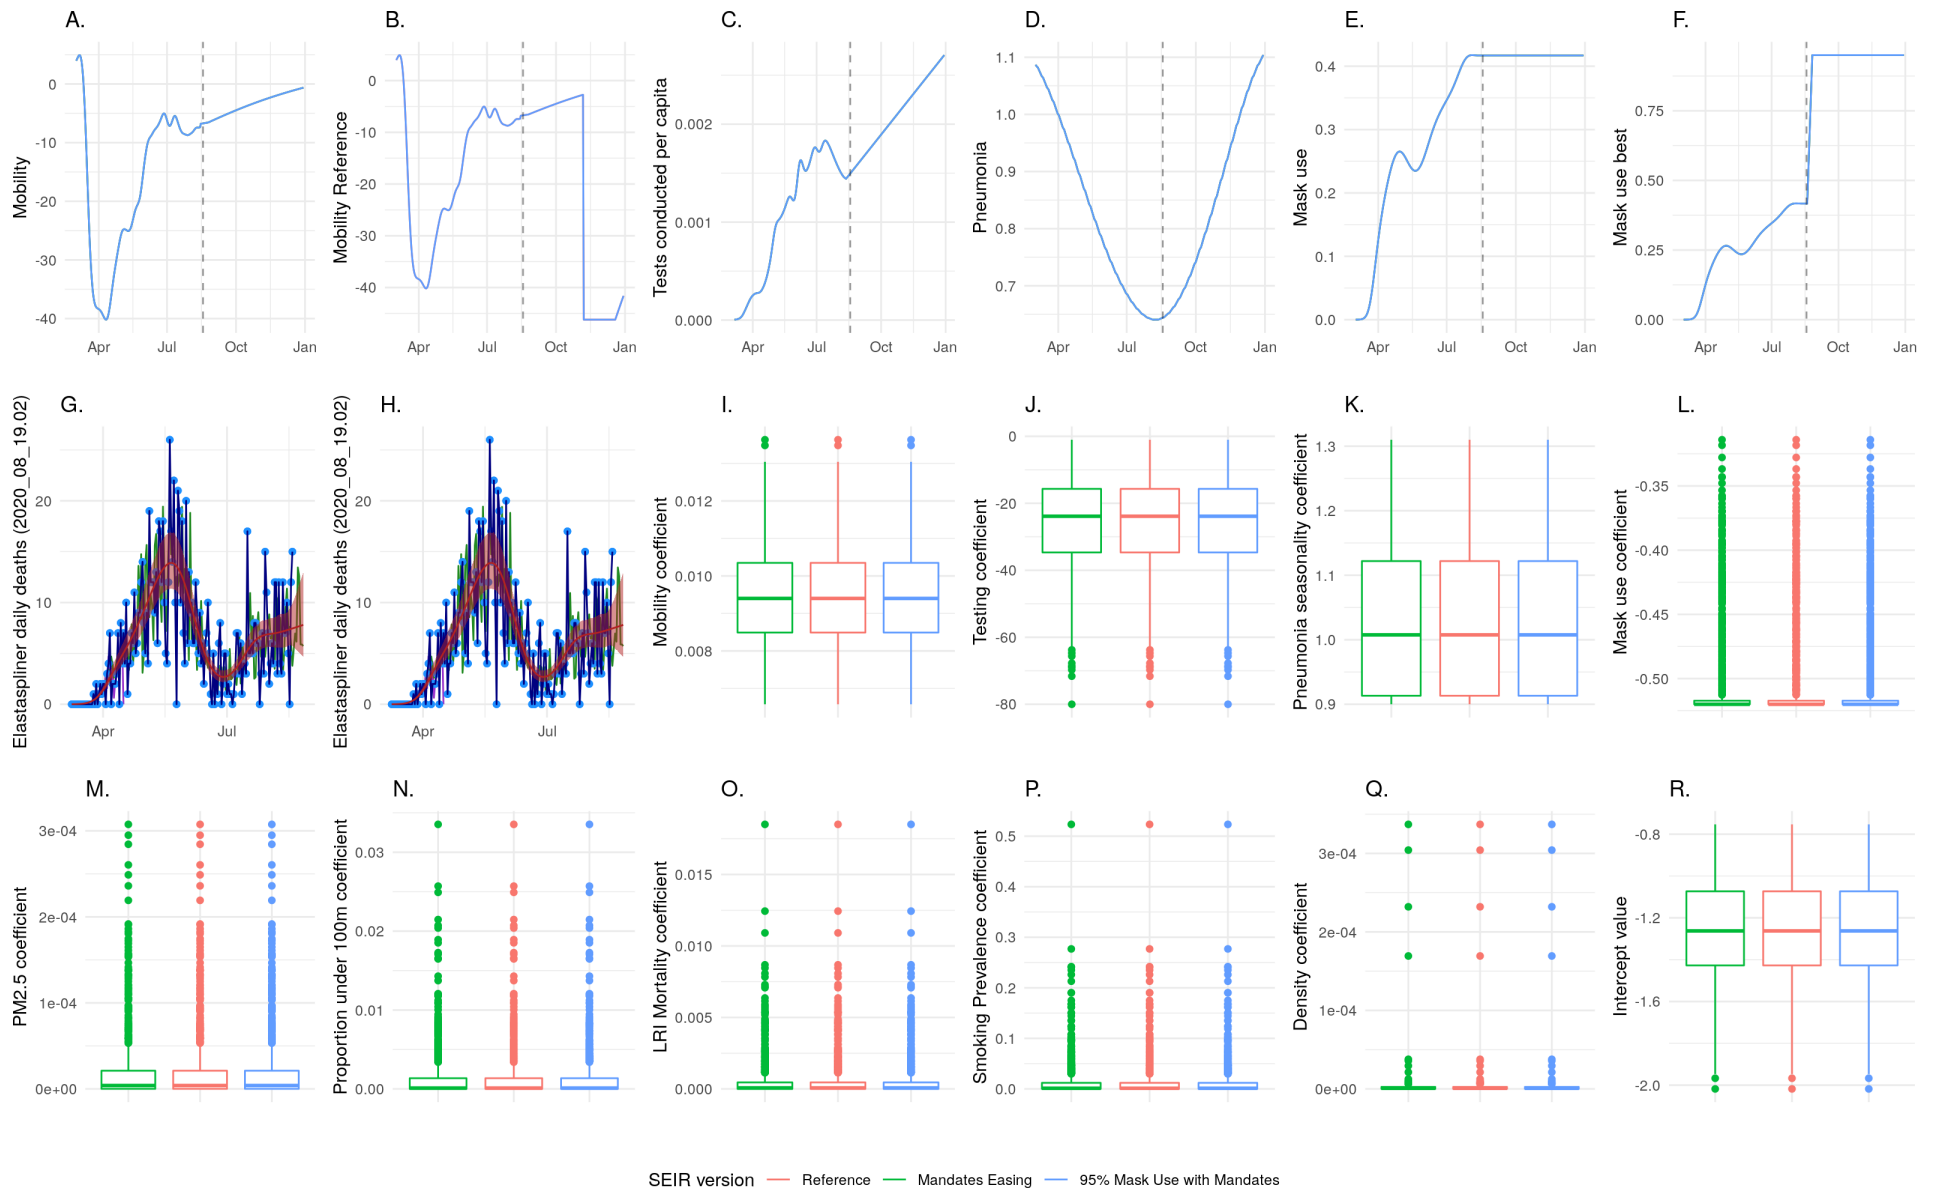 A.
B.
C.
D.
E.
F.
Mobility
0
-10
-20
-30
-40
Apr Jul Oct Jan
Mobility Reference
0
-10
-20
-30
-40
Apr Jul Oct Jan
Tests conducted per capita
0.002
0.001
0.000
Apr Jul Oct Jan
Pneumonia
1.1
1.0
0.9
0.8
0.7
Apr Jul Oct Jan
Mask use
0.4
0.3
0.2
0.1
0.0
Apr Jul Oct Jan
Mask use best
0.75
0.50
0.25
0.00
Apr Jul Oct Jan
G.
H.
I.
J.
K.
L.
Elastaspliner daily deaths (2020_08_19.02)
20
10
0
Apr Jul
Elastaspliner daily deaths (2020_08_19.02)
20
10
0
Apr Jul
Mobility coefficient
0.012
0.010
0.008
Testing coefficient
0
-20
-40
-60
-80
Pneumonia seasonality coefficient
1.3
1.2
1.1
1.0
0.9
Mask use coefficient
-0.35
-0.40
-0.45
-0.50
M.
N.
O.
P.
Q.
R.
PM2.5 coefficient
3e-04
2e-04
1e-04
0e+00
Proportion under 100m coefficient
0.03
0.02
0.01
0.00
LRI Mortality coefficient
0.015
0.010
0.005
0.000
Smoking Prevalence coefficient
0.5
0.4
0.3
0.2
0.1
0.0
Density coefficient
3e-04
2e-04
1e-04
0e+00
Intercept value
-0.8
-1.2
-1.6
-2.0
SEIR version Reference Mandates Easing 95% Mask Use with Mandates